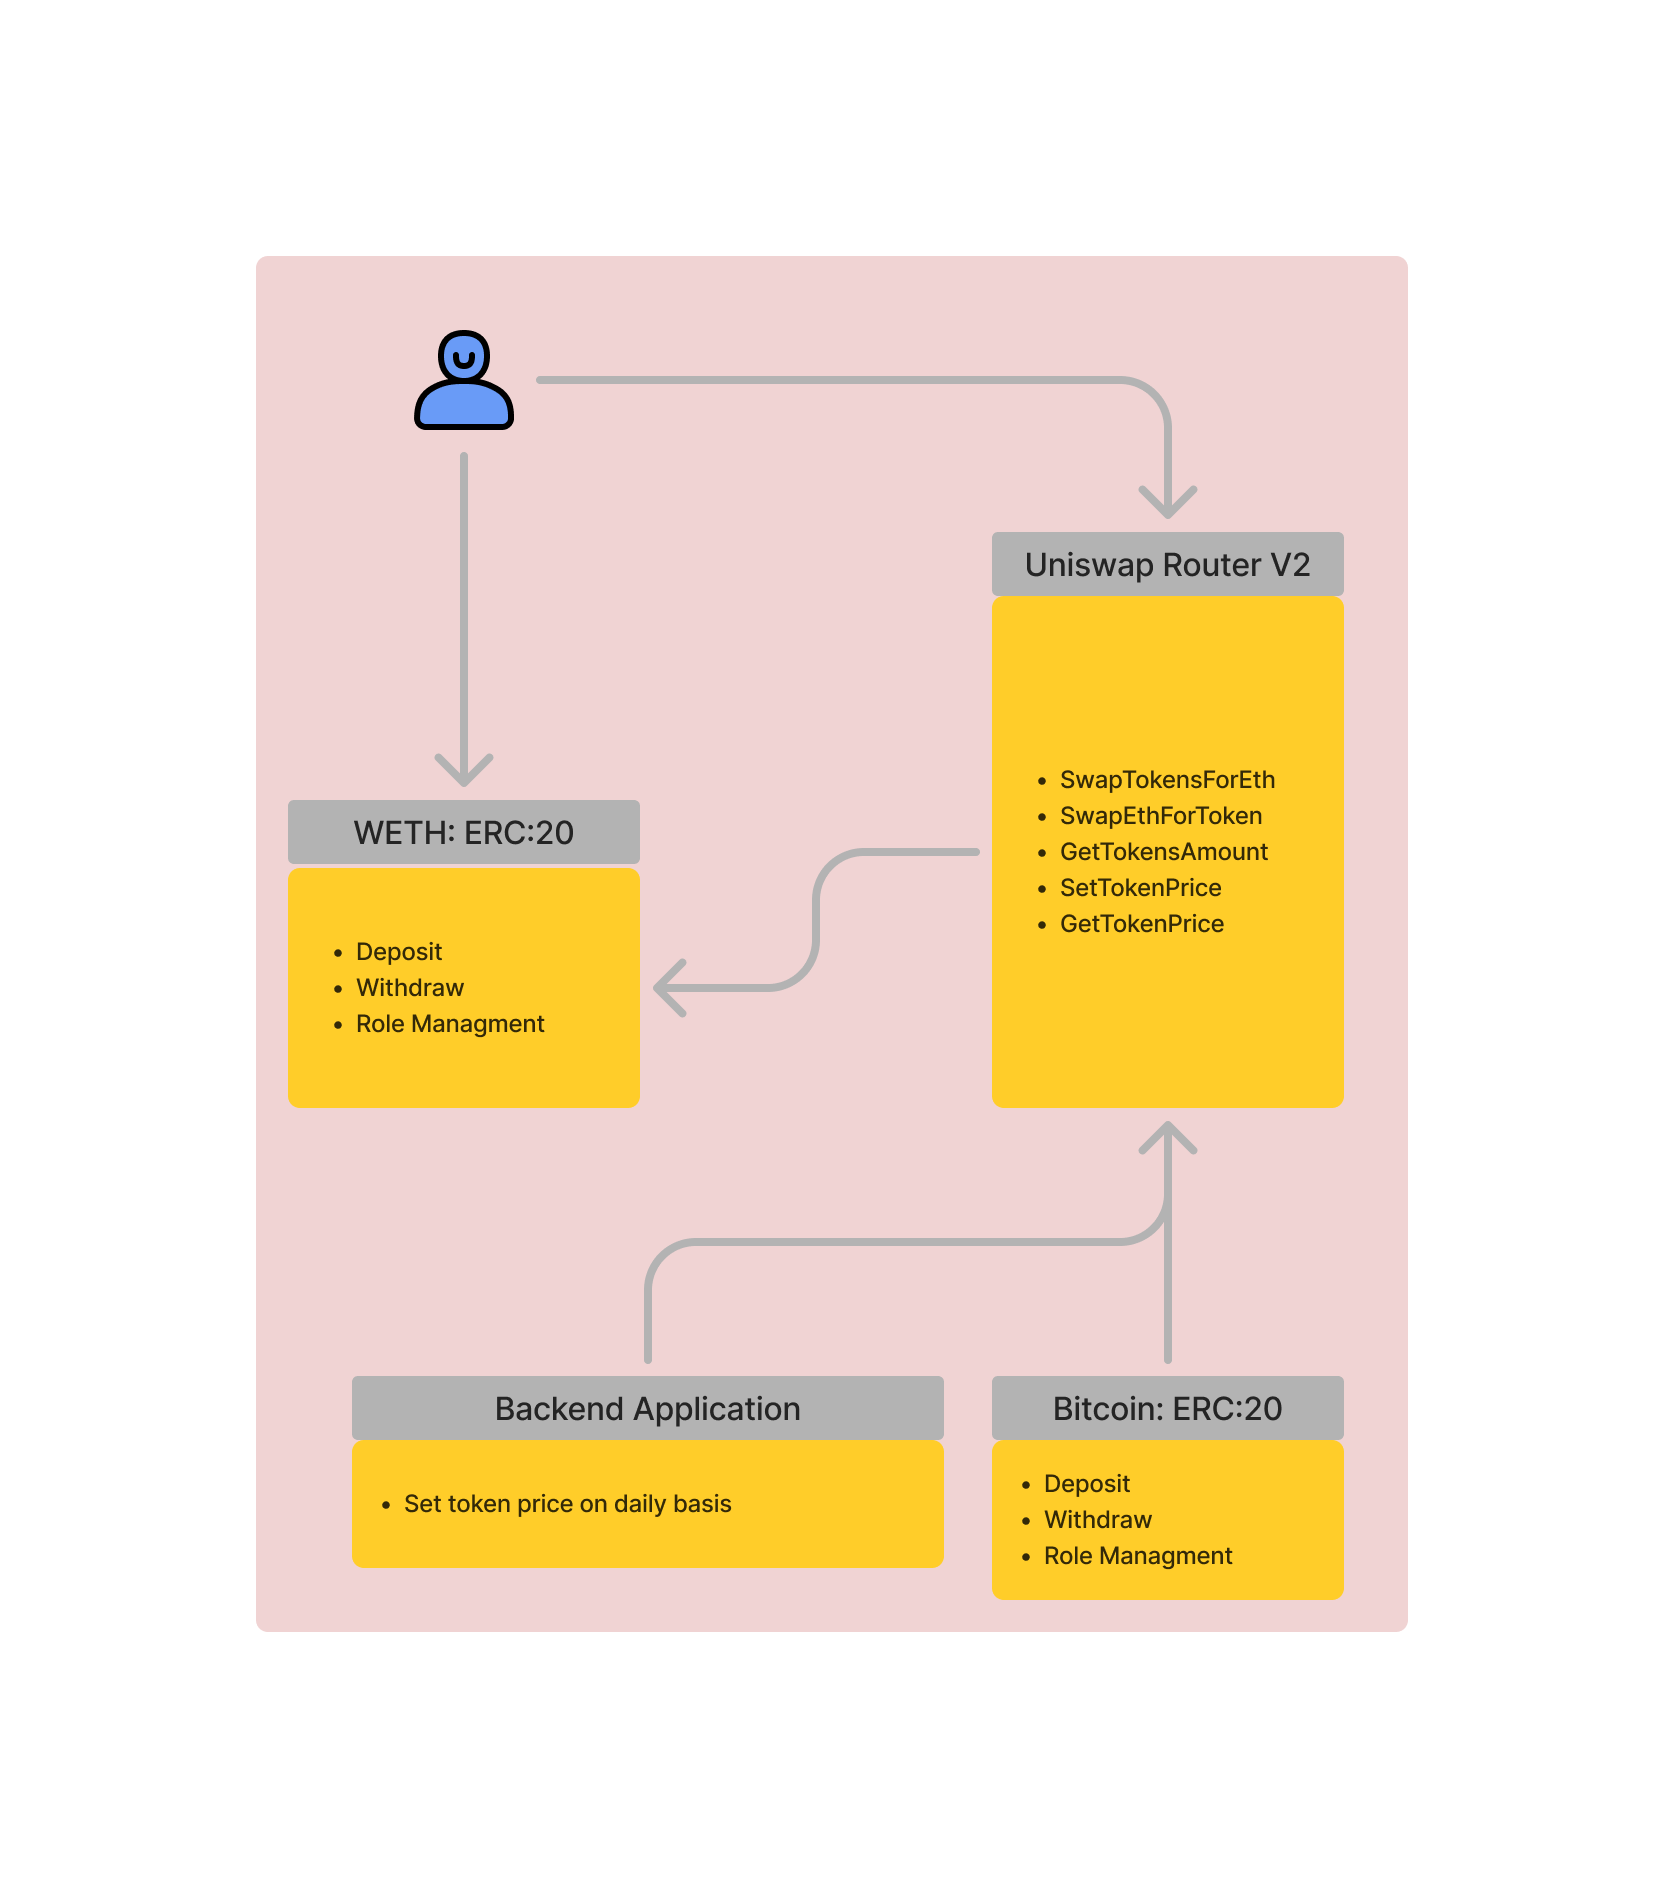 Uniswap Router V2
• SwapTokensForEth
• SwapEthForToken
• GetTokensAmount
• SetTokenPrice
• GetTokenPrice
WETH: ERC:20
• Deposit
• Withdraw
• Role Managment
Backend Application
• Set token price on daily basis
Bitcoin: ERC:20
• Deposit
• Withdraw
• Role Managment